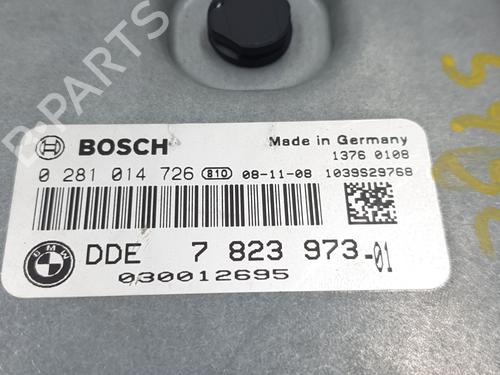 B-PARTS
BOSCH
Made in Germany
1376 0108
0 281 014 726 810 08-11-08 1039S29768
BMW
DDE 7 823 973-01
030012695